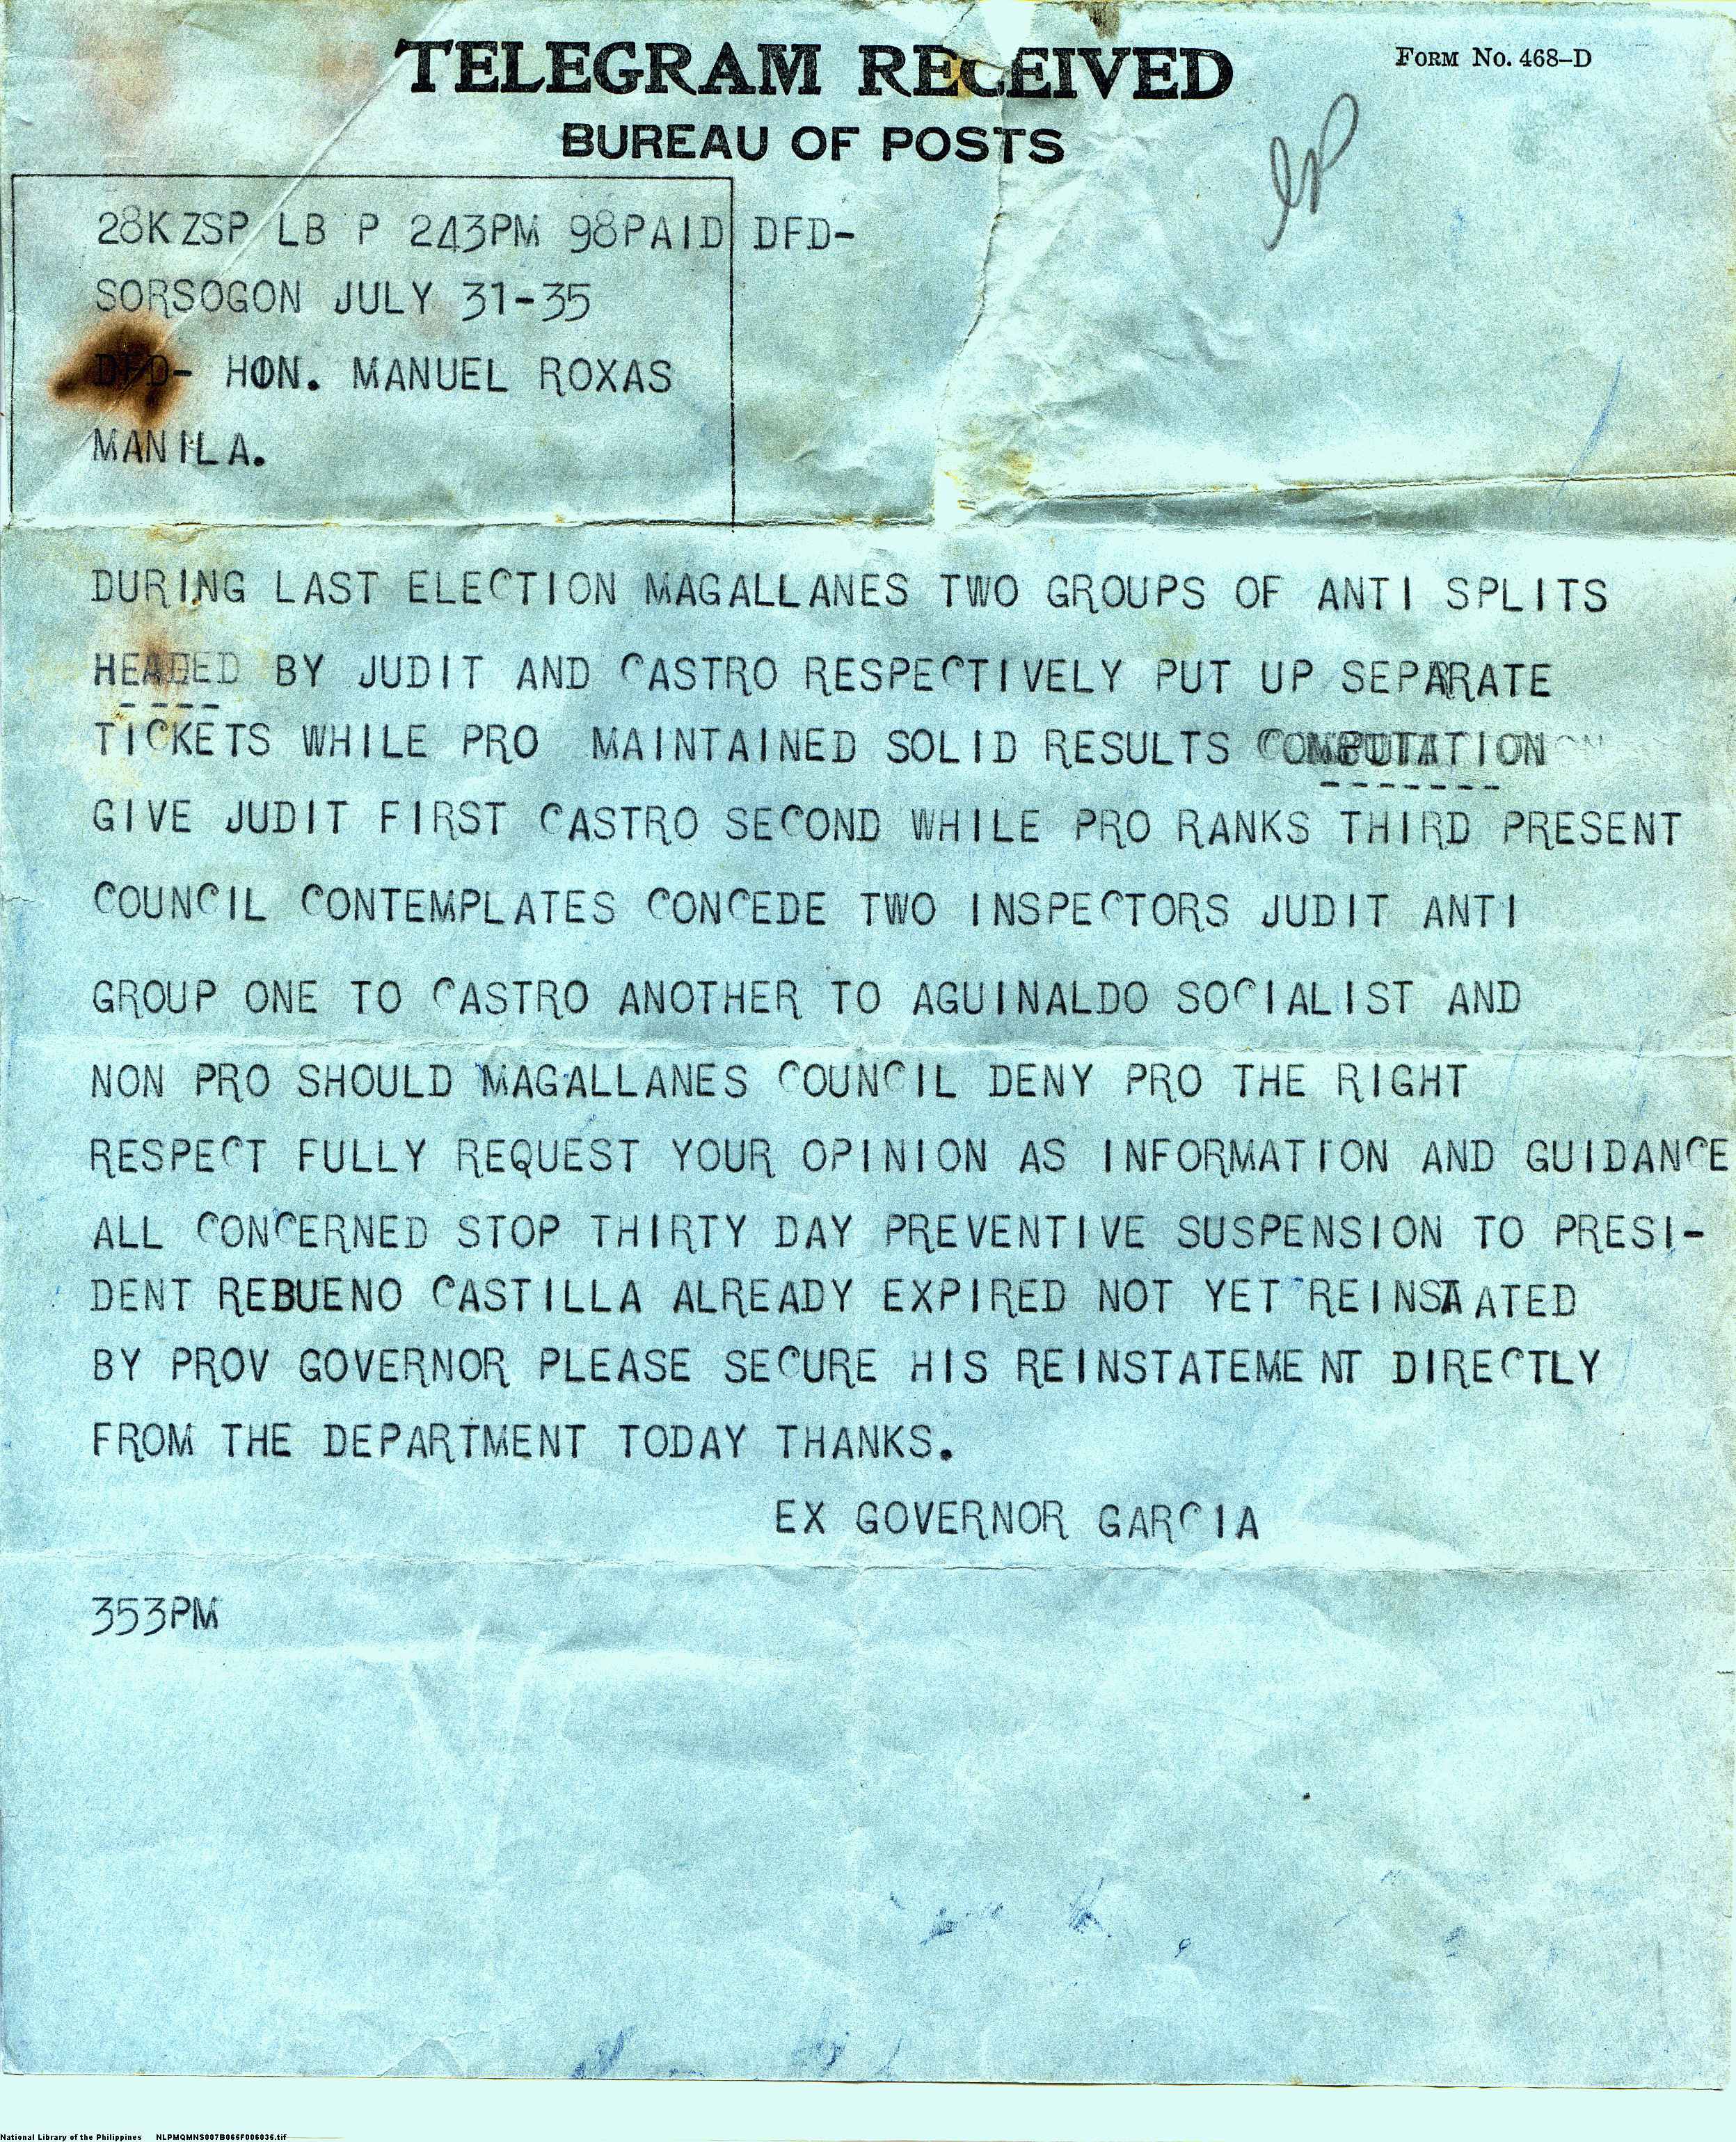 TELEGRAM RECEIVED
FORM No. 468-D
BUREAU OF POSTS
28KZSP LB P 243PM 98PAID DFD-
SORSOGON JULY 31-35
DFD- HON. MANUEL ROXAS
MANILA.
DURING LAST ELECTION MAGALLANES TWO GROUPS OF ANTI SPLITS
HEADED BY JUDIT AND CASTRO RESPECTIVELY PUT UP SEPARATE
TICKETS WHILE PRO MAINTAINED SOLID RESULTS COMPUTATION
GIVE JUDIT FIRST CASTRO SECOND WHILE PRO RANKS THIRD PRESENT
COUNCIL CONTEMPLATES CONCEDE TWO INSPECTORS JUDIT ANTI
GROUP ONE TO CASTRO ANOTHER TO AGUINALDO SOCIALIST AND
NON PRO SHOULD MAGALLANES COUNCIL DENY PRO THE RIGHT
RESPECT FULLY REQUEST YOUR OPINION AS INFORMATION AND GUIDANCE
ALL CONCERNED STOP THIRTY DAY PREVENTIVE SUSPENSION TO PRESI-
DENT REBUENO CASTILLA ALREADY EXPIRED NOT YET REINSTATED
BY PROV GOVERNOR PLEASE SECURE HIS REINSTATEMENT DIRECTLY
FROM THE DEPARTMENT TODAY THANKS.
EX GOVERNOR GARCIA
353PM
National Library of the Philippines NLPMQMNS007B066F006035.tif